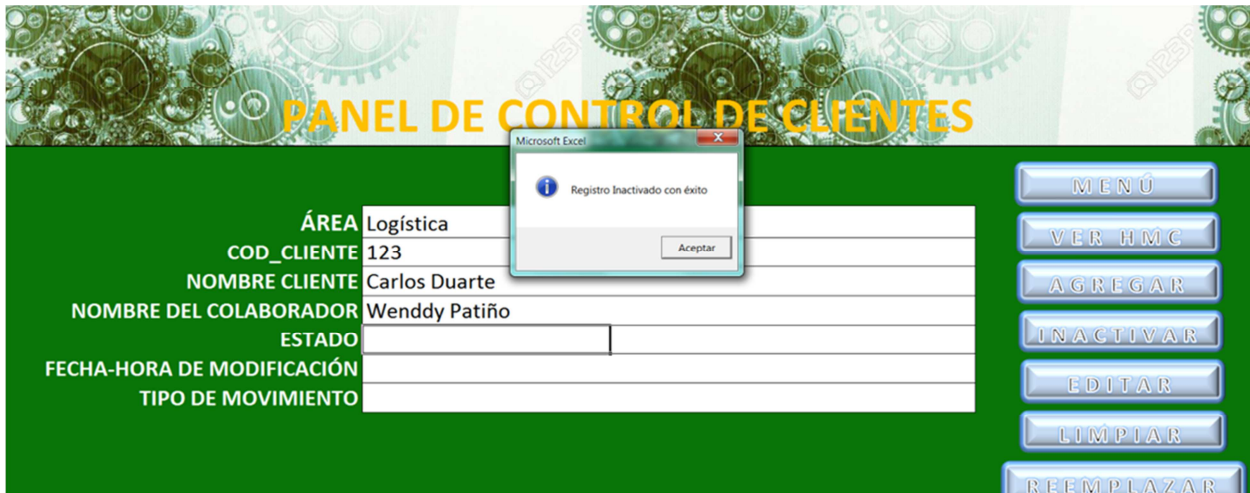 PANEL DE CONTROL DE CLIENTES
Microsoft Excel
Registro Inactivado con éxito
Aceptar
ÁREA Logística
COD_CLIENTE 123
NOMBRE CLIENTE Carlos Duarte
NOMBRE DEL COLABORADOR Wenddy Patiño
ESTADO
FECHA-HORA DE MODIFICACIÓN
TIPO DE MOVIMIENTO
MENÚ
VER HMC
AGREGAR
INACTIVAR
EDITAR
LIMPIAR
REEMPLAZAR